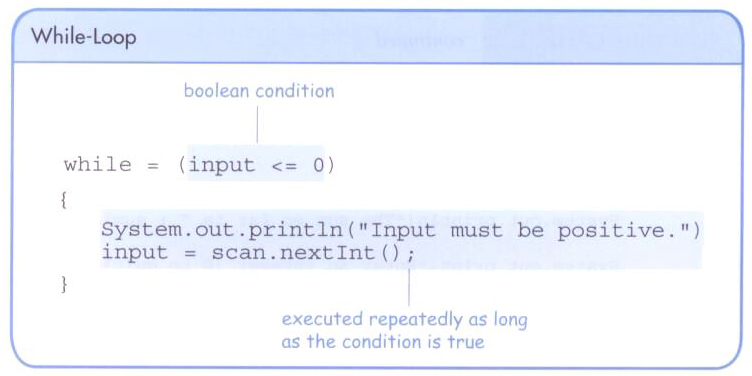 While-Loop
boolean condition
while = (input <= 0)
{
System.out.println("Input must be positive.")
input = scan.nextInt();
}
executed repeatedly as long
as the condition is true